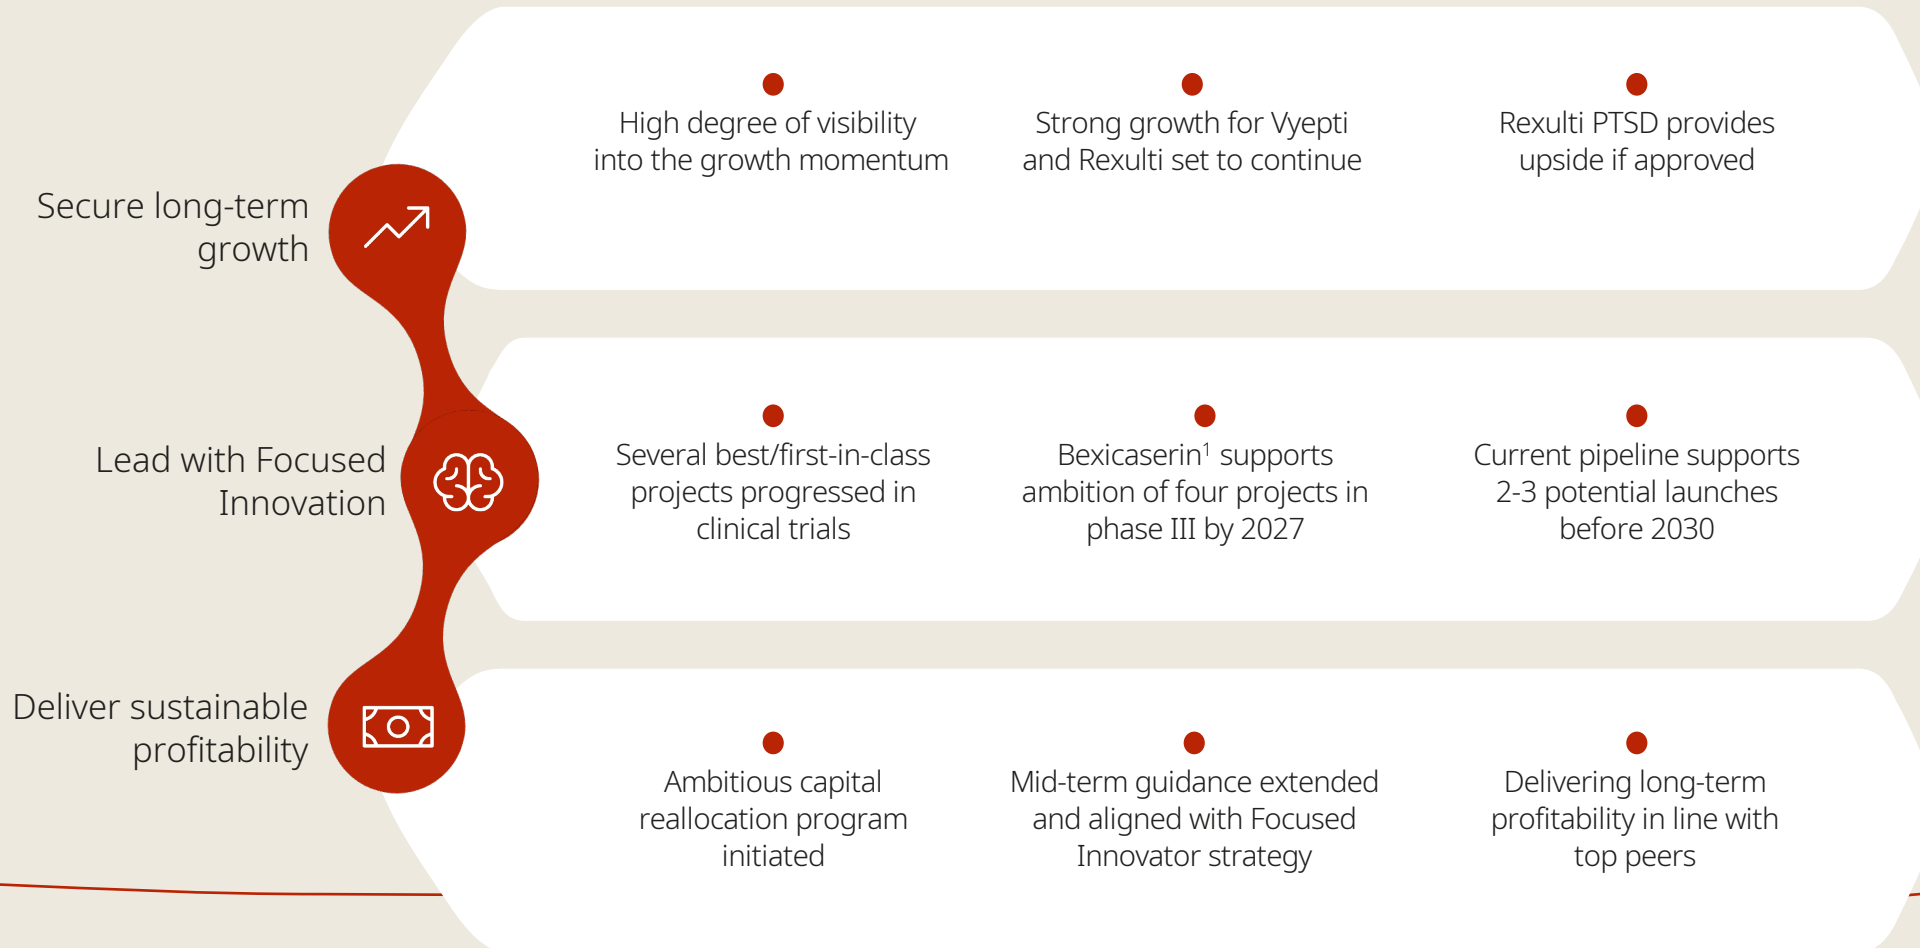 Secure long-term
growth
High degree of visibility
into the growth momentum
Strong growth for Vyepti
and Rexulti set to continue
Rexulti PTSD provides
upside if approved
Lead with Focused
Innovation
Several best/first-in-class
projects progressed in
clinical trials
Bexicaserin¹ supports
ambition of four projects in
phase III by 2027
Current pipeline supports
2-3 potential launches
before 2030
Deliver sustainable
profitability
Ambitious capital
reallocation program
initiated
Mid-term guidance extended
and aligned with Focused
Innovator strategy
Delivering long-term
profitability in line with
top peers